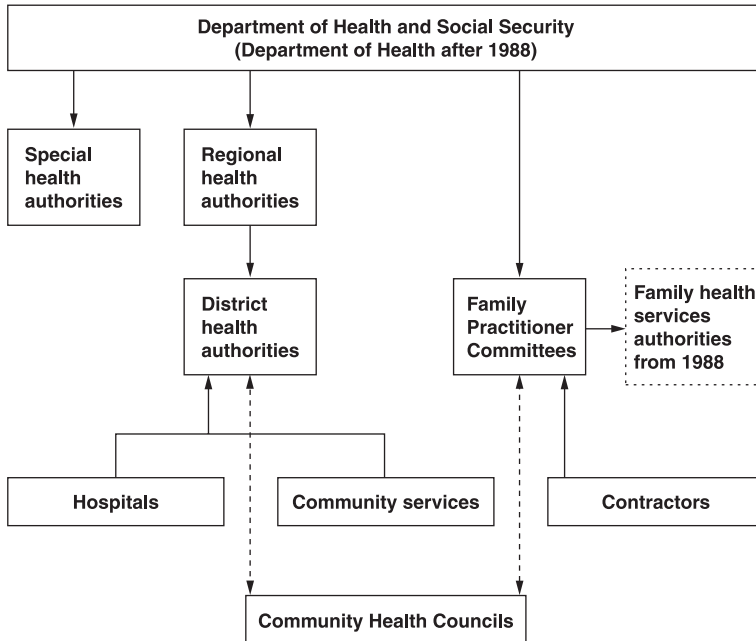 Department of Health and Social Security
(Department of Health after 1988)
Special
health
authorities
Regional
health
authorities
District
health
authorities
Family
Practitioner
Committees
Family health
services
authorities
from 1988
Hospitals
Community services
Contractors
Community Health Councils